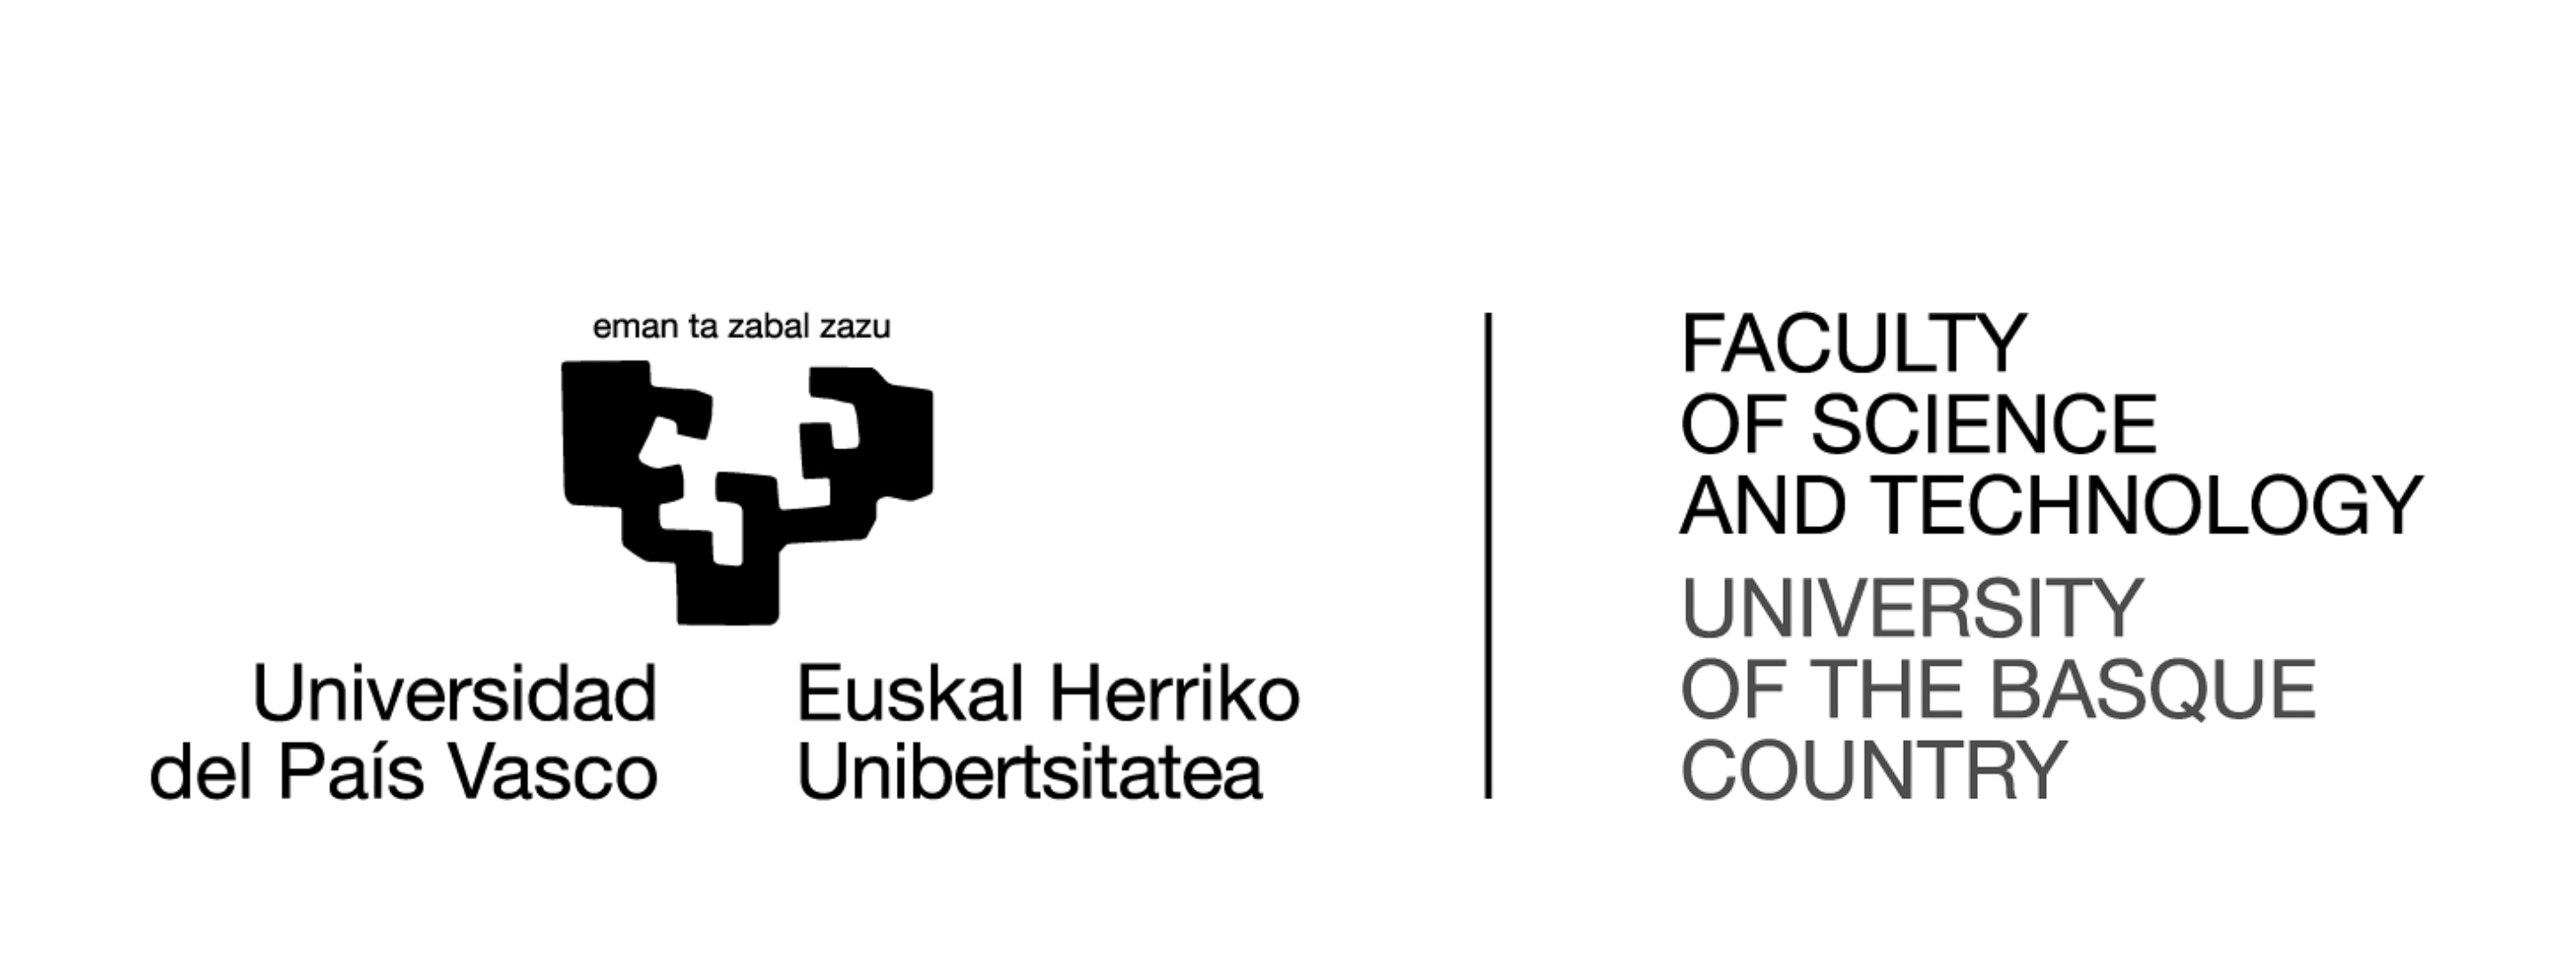 eman ta zabal zazu
Universidad
del País Vasco
Euskal Herriko
Unibertsitatea
FACULTY
OF SCIENCE
AND TECHNOLOGY
UNIVERSITY
OF THE BASQUE
COUNTRY